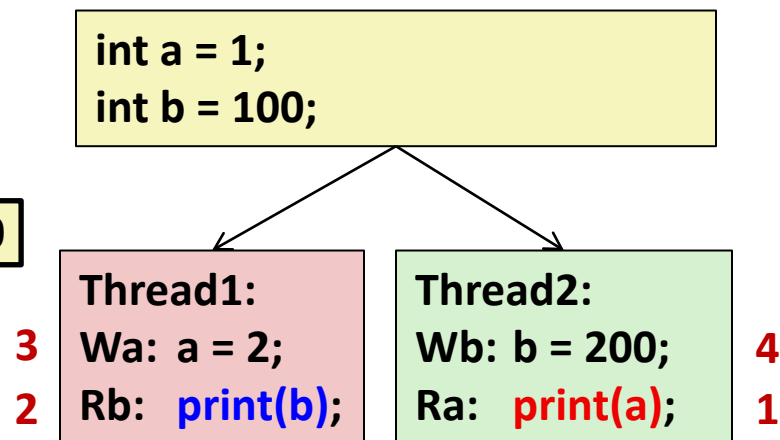 int a = 1;
int b = 100;
Thread1:
3 Wa: a = 2;
2 Rb: print(b);
Thread2:
Wb: b = 200; 4
Ra: print(a); 1